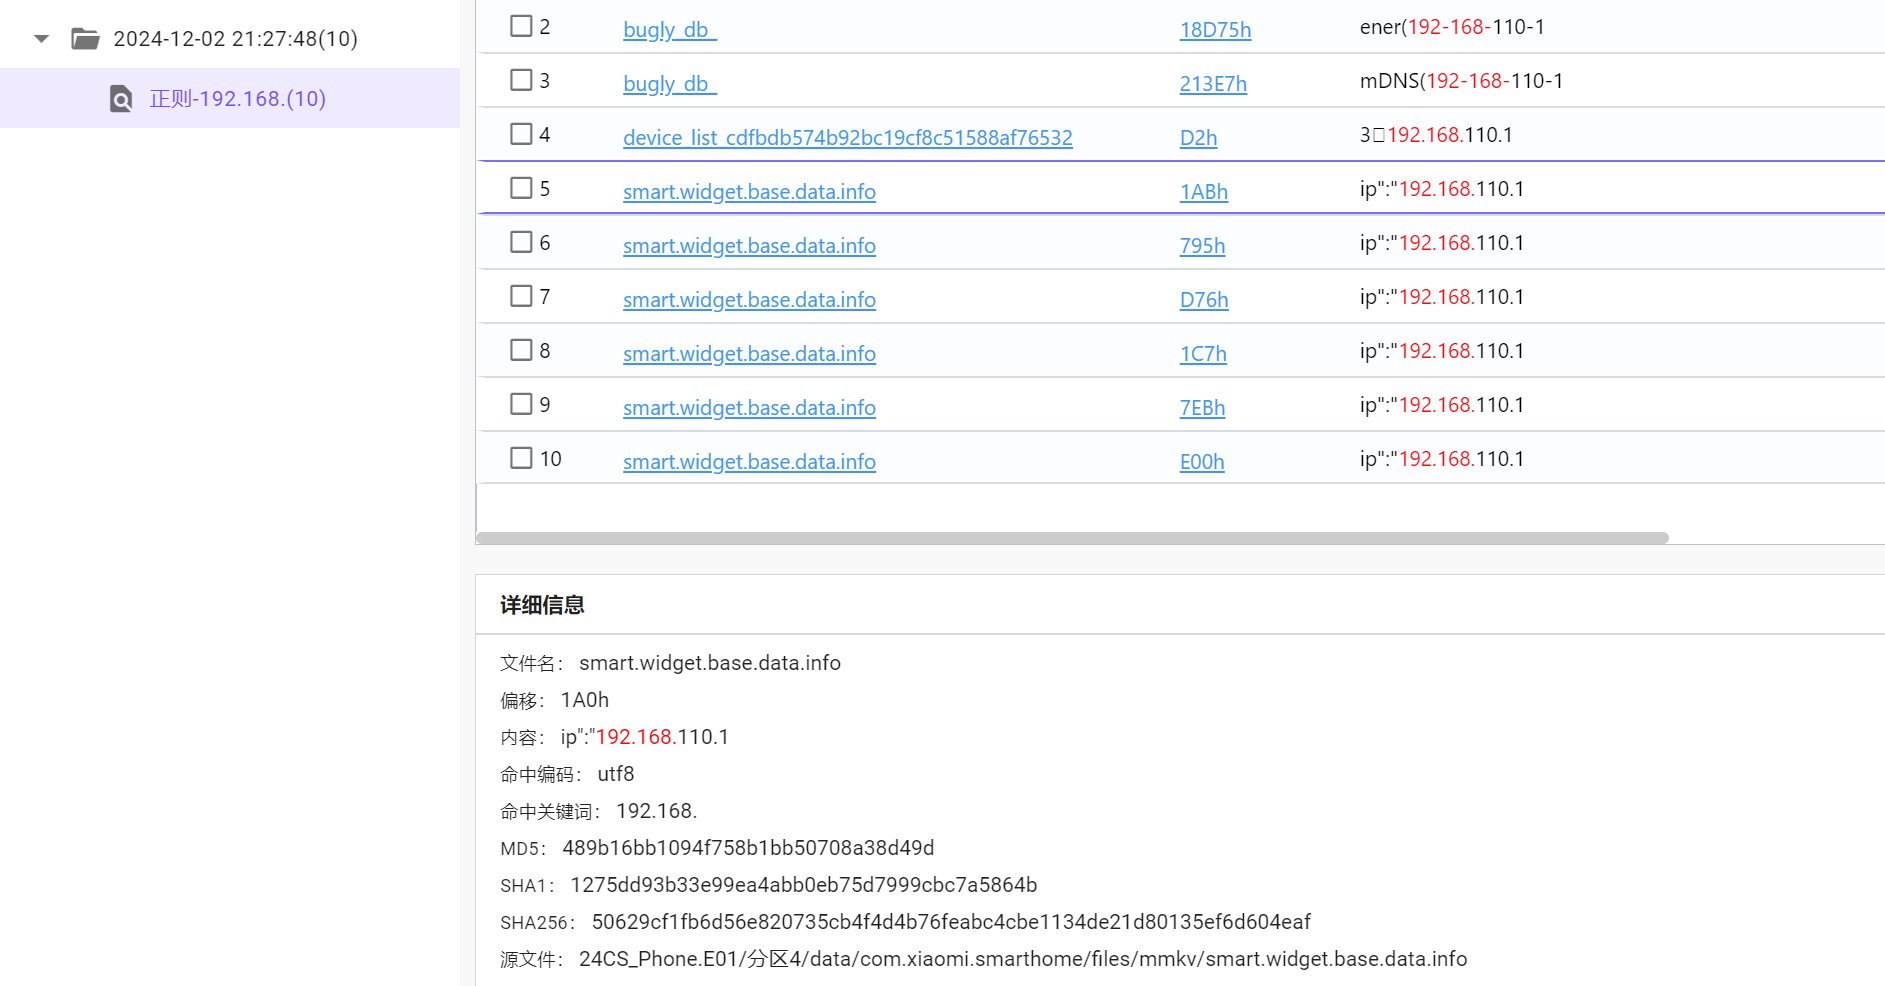 2024-12-02 21:27:48(10)
正则-192.168.(10)
2 bugly_db_ 18D75h ener(192-168-110-1
3 bugly_db_ 213E7h mDNS(192-168-110-1
4 device_list_cdfbdb574b92bc19cf8c51588af76532 D2h 3□192.168.110.1
5 smart.widget.base.data.info 1ABh ip":"192.168.110.1
6 smart.widget.base.data.info 795h ip":"192.168.110.1
7 smart.widget.base.data.info D76h ip":"192.168.110.1
8 smart.widget.base.data.info 1C7h ip":"192.168.110.1
9 smart.widget.base.data.info 7EBh ip":"192.168.110.1
10 smart.widget.base.data.info E00h ip":"192.168.110.1
详细信息
文件名： smart.widget.base.data.info
偏移： 1A0h
内容： ip":"192.168.110.1
命中编码： utf8
命中关键词： 192.168.
MD5： 489b16bb1094f758b1bb50708a38d49d
SHA1： 1275dd93b33e99ea4abb0eb75d7999cbc7a5864b
SHA256： 50629cf1fb6d56e820735cb4f4d4b76feabc4cbe1134de21d80135ef6d604eaf
源文件： 24CS_Phone.E01/分区4/data/com.xiaomi.smarthome/files/mmkv/smart.widget.base.data.info